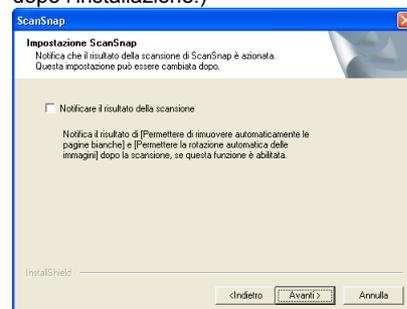 dopo l'installazione.)
ScanSnap
Impostazione ScanSnap
Notifica che il risultato della scansione di ScanSnap è azionata.
Questa impostazione può essere cambiata dopo.
Notificare il risultato della scansione
Notifica il risultato di [Permettere di rimuovere automaticamente le
pagine bianche] e [Permettere la rotazione automatica delle
immagini] dopo la scansione, se questa funzione è abilitata.
InstallShield
<Indietro Avanti > Annulla